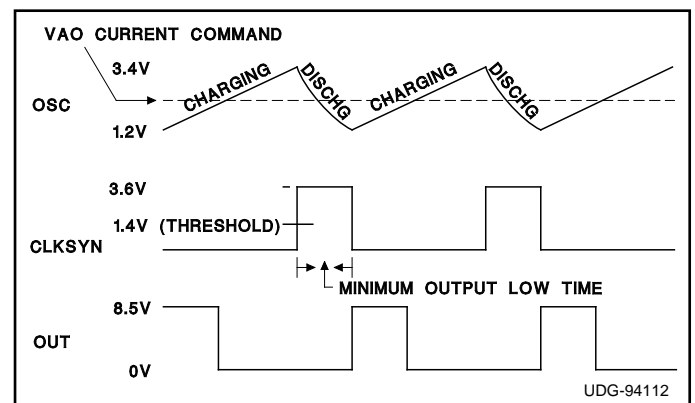 VAO CURRENT COMMAND
3.4V
CHARGING
DISCHG
CHARGING
DISCHG
OSC
1.2V
3.6V
1.4V (THRESHOLD)
CLKSYN
MINIMUM OUTPUT LOW TIME
8.5V
OUT
0V
UDG-94112